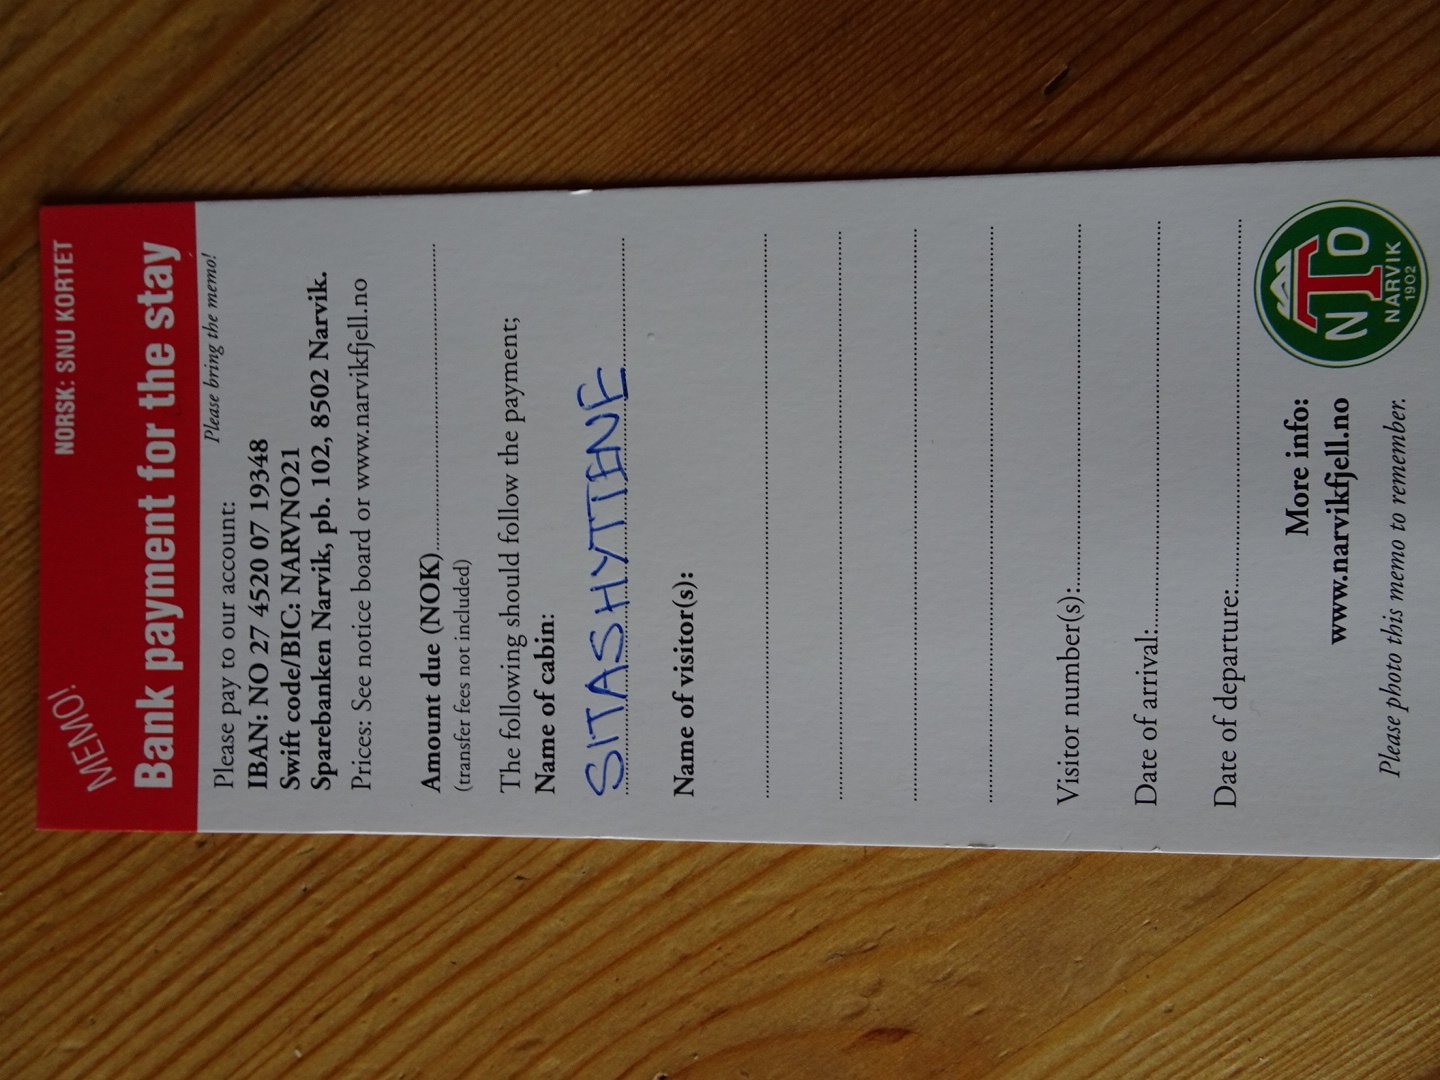 NORSK: SNU KORTET
MEMO!
Bank payment for the stay
Please bring the memo!
Please pay to our account:
IBAN: NO 27 4520 07 19348
Swift code/BIC: NARVNO21
Sparebanken Narvik, pb. 102, 8502 Narvik.
Prices: See notice board or www.narvikfjell.no
Amount due (NOK)
(transfer fees not included)
The following should follow the payment;
Name of cabin:
SITASHYTTENE
Name of visitor(s):
Visitor number(s):
Date of arrival:
Date of departure:
More info:
www.narvikfjell.no
Please photo this memo to remember.
NTD
NARVIK
1902